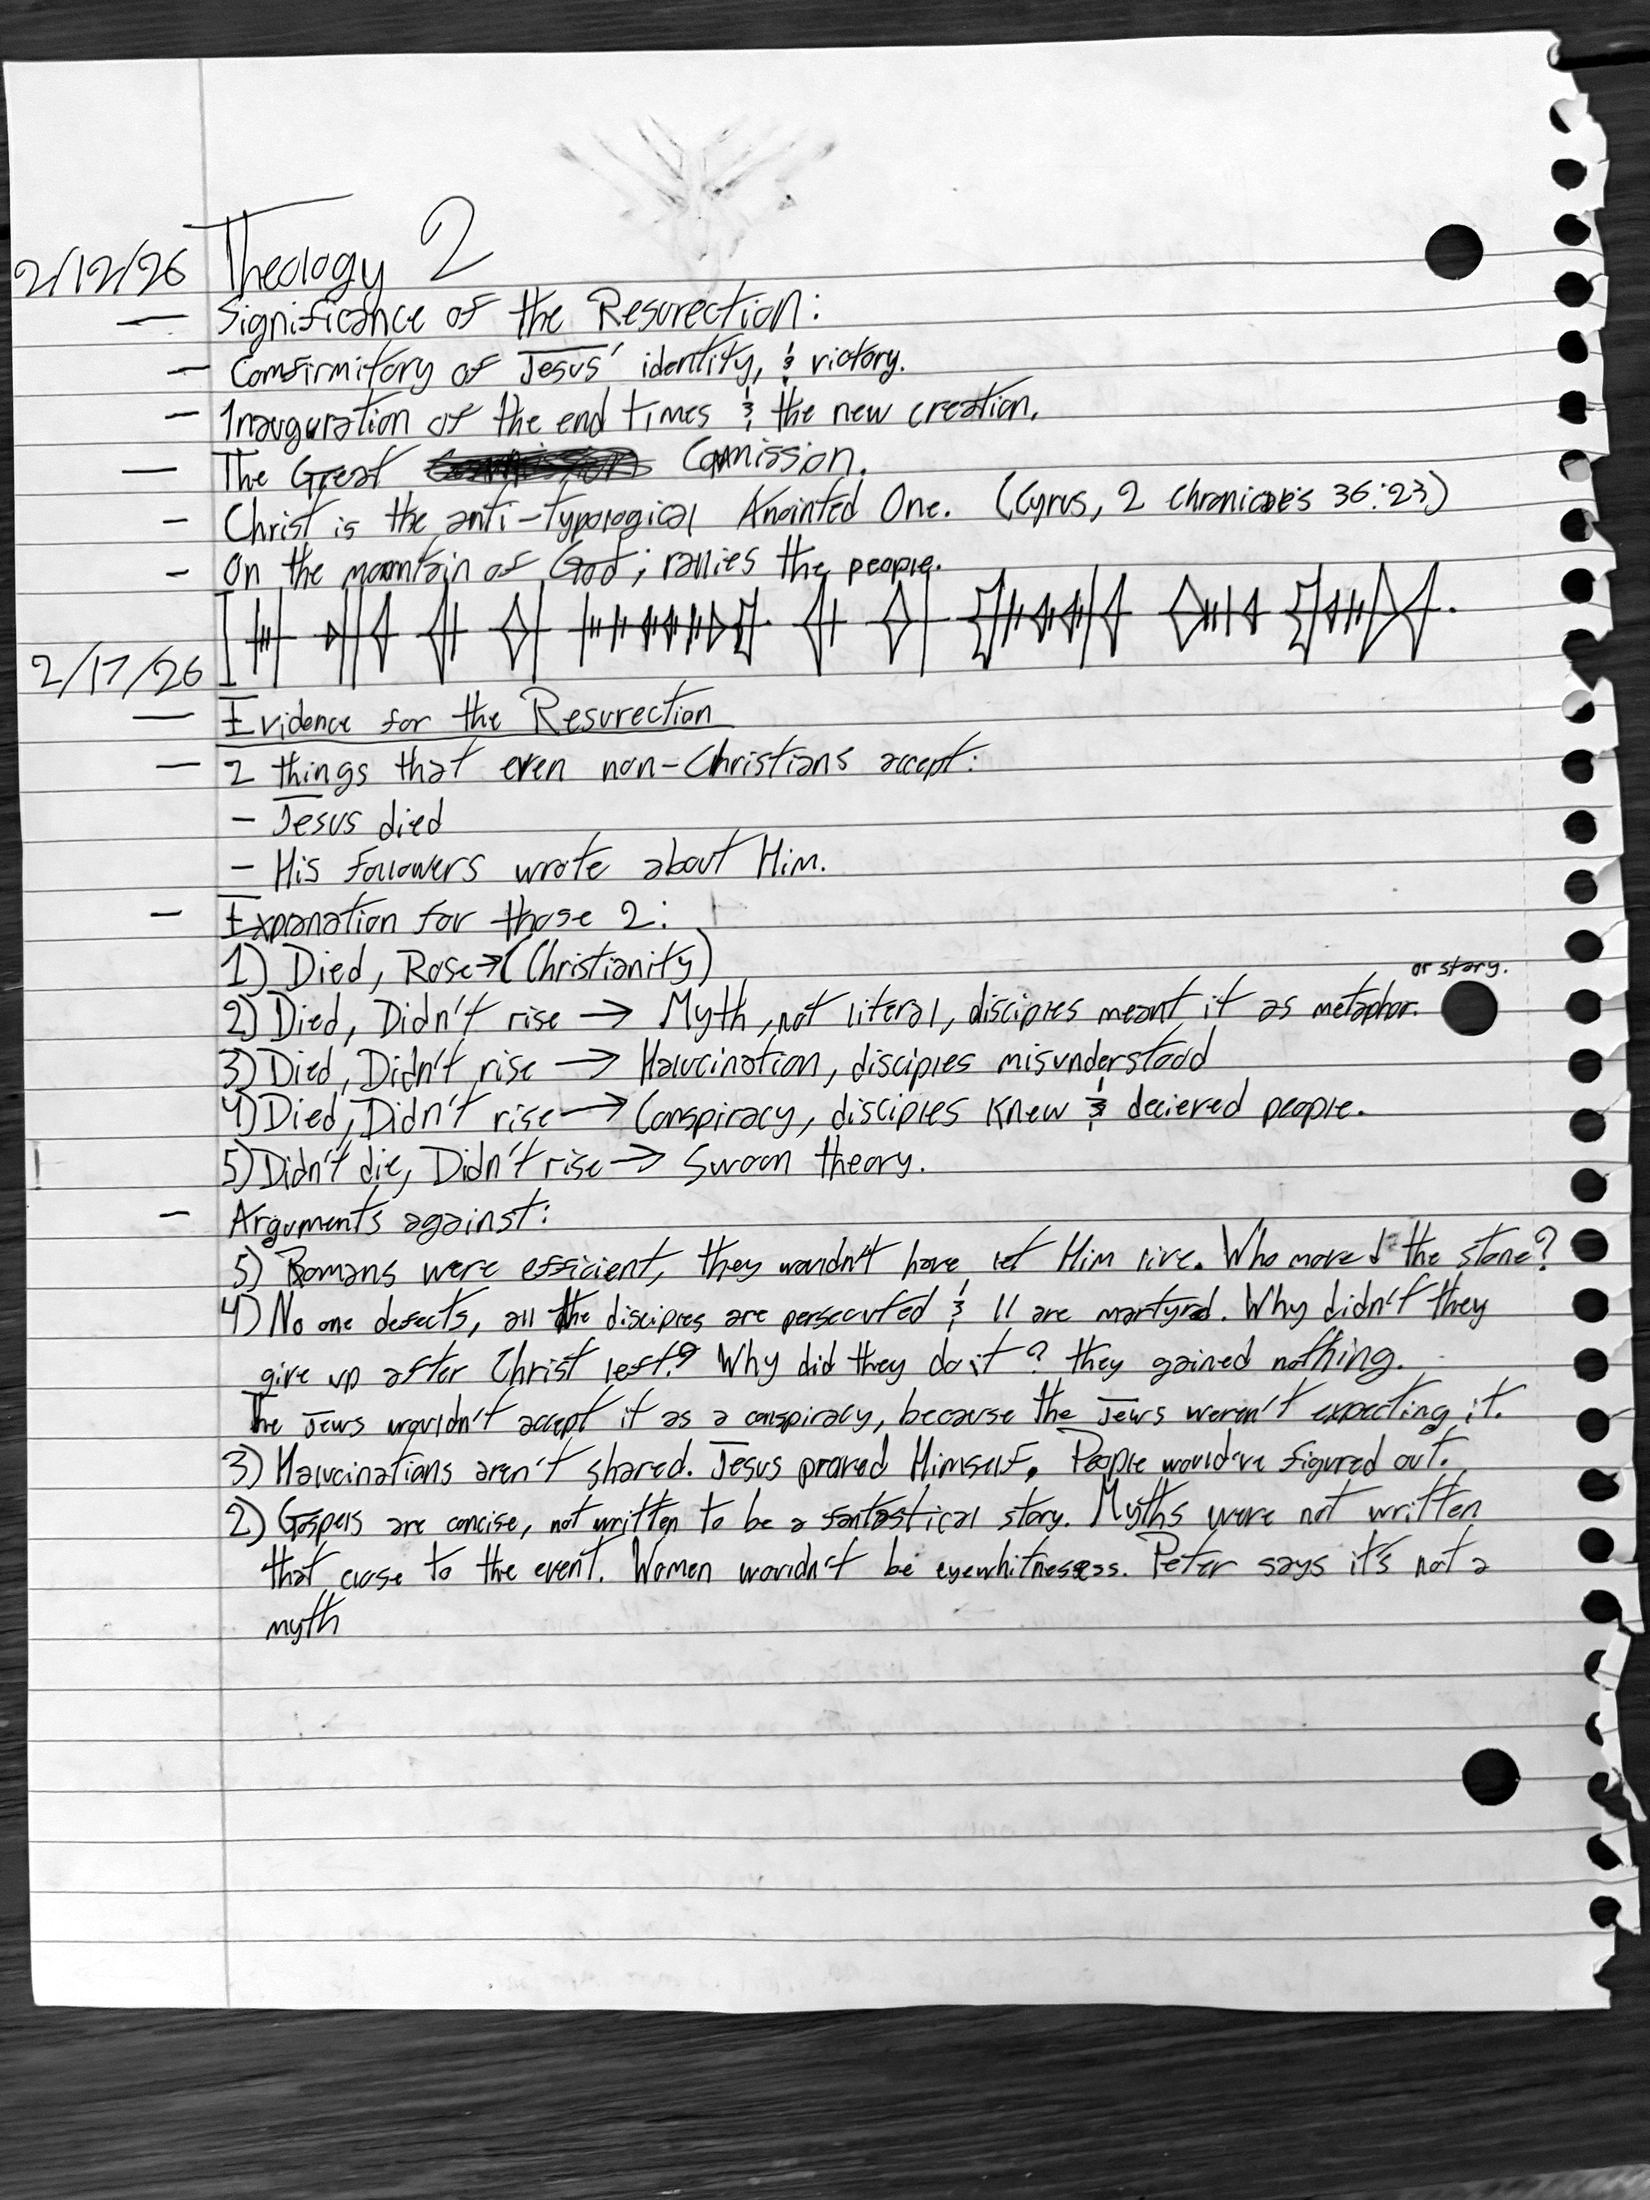 2/12/26 Theology 2
— Significance of the Resurection:
— Comfirmitory of Jesus' identity, & victory.
— Inauguration of the end times & the new creation.
— The Great Comission.
— Christ is the anti-typological Anointed One. (Cyrus, 2 Chronicles 36:23)
— On the mountain of God; rallies the people.
2/17/26
— Evidence for the Resurection
— 2 things that even non-Christians accept:
- Jesus died
- His followers wrote about Him.
— Explanation for those 2:
1) Died, Rose → (Christianity)
or story.
2) Died, Didn't rise → Myth, not literal, disciples meant it as metaphor.
3) Died, Didn't rise → Halucination, disciples misunderstood
4) Died, Didn't rise → Conspiracy, disciples knew & decieved people.
5) Didn't die, Didn't rise → Swoon theory.
— Arguments against:
5) Romans were efficient, they wouldn't have let Him live. Who moved the stone?
4) No one defects, all the disciples are persecuted & 11 are martyred. Why didn't they
give up after Christ left? Why did they do it? they gained nothing.
The Jews wouldn't accept it as a conspiracy, because the Jews weren't expecting it.
3) Halucinations aren't shared. Jesus proved Himself. People would've figured out.
2) Gospels are concise, not written to be a fantastical story. Myths were not written
that close to the event. Women wouldn't be eyewhitnesses. Peter says it's not a
myth